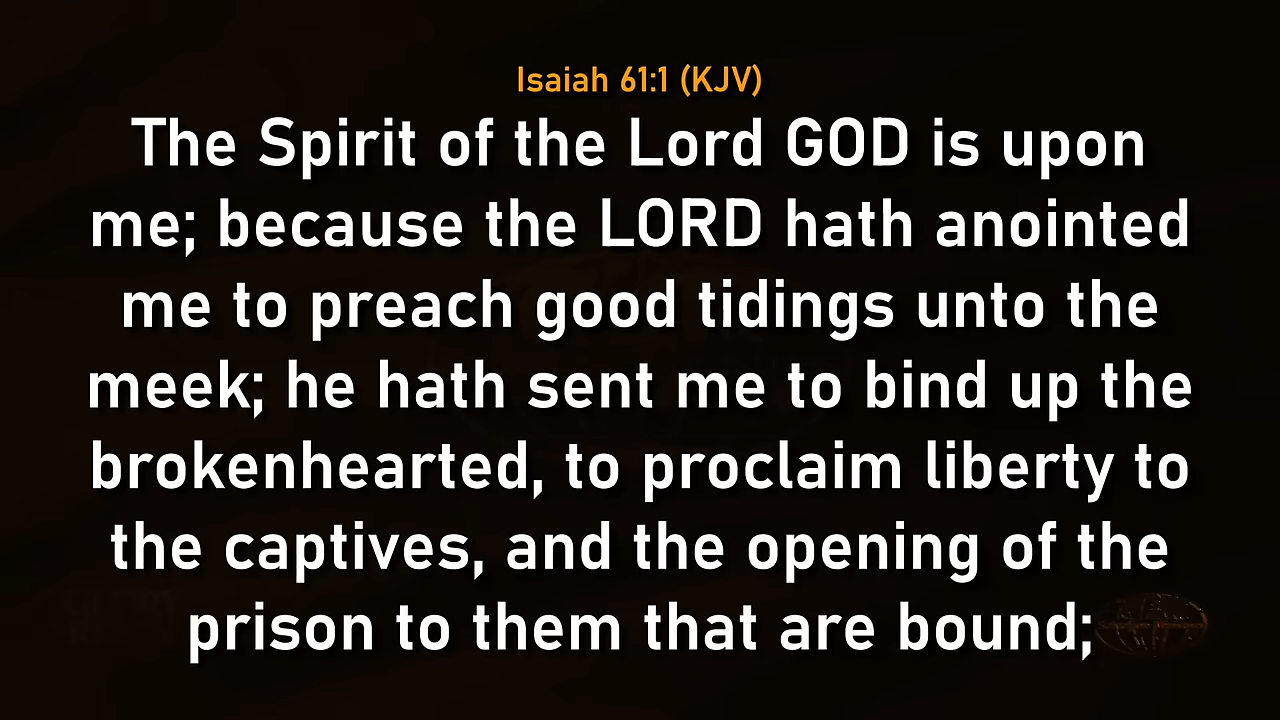 Isaiah 61:1 (KJV)
The Spirit of the Lord GOD is upon
me; because the LORD hath anointed
me to preach good tidings unto the
meek; he hath sent me to bind up the
brokenhearted, to proclaim liberty to
the captives, and the opening of the
prison to them that are bound;